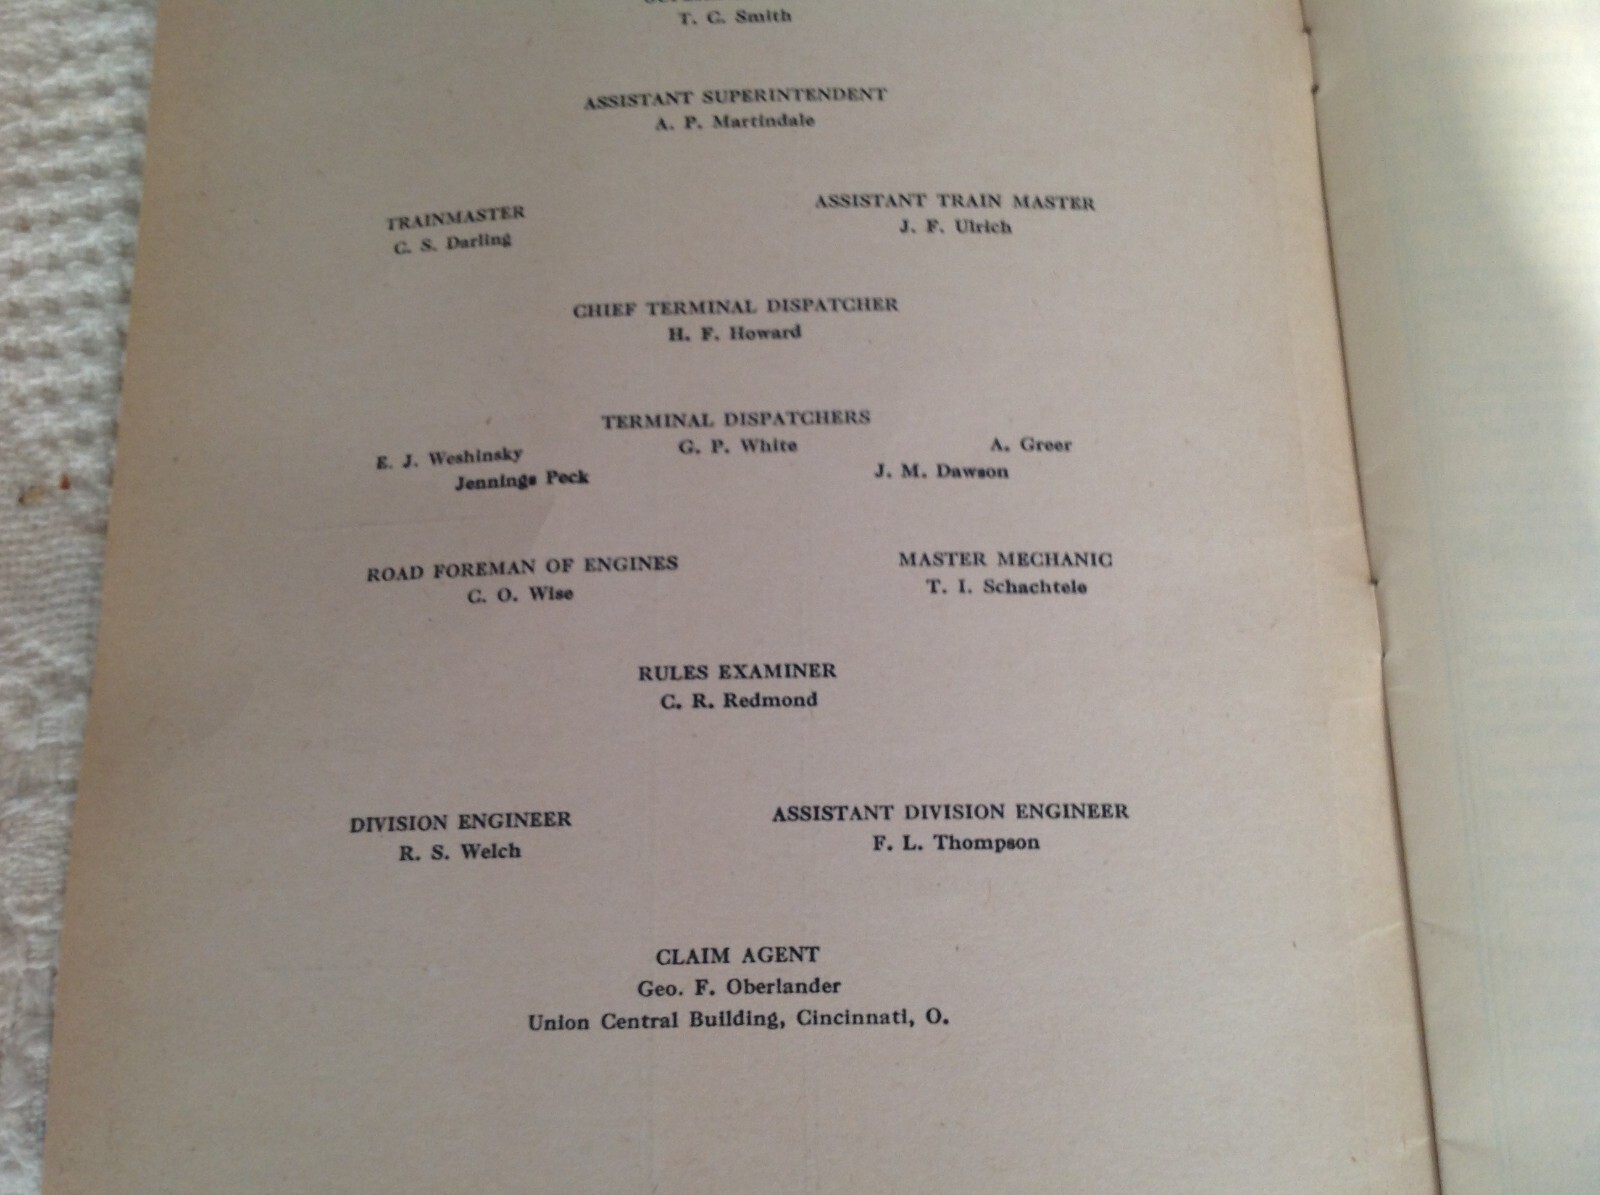 T. C. Smith
ASSISTANT SUPERINTENDENT
A. P. Martindale
TRAINMASTER
C. S. Darling
ASSISTANT TRAIN MASTER
J. F. Ulrich
CHIEF TERMINAL DISPATCHER
H. F. Howard
TERMINAL DISPATCHERS
E. J. Weshinsky G. P. White A. Greer
Jennings Peck J. M. Dawson
ROAD FOREMAN OF ENGINES
C. O. Wise
MASTER MECHANIC
T. I. Schachtele
RULES EXAMINER
C. R. Redmond
DIVISION ENGINEER
R. S. Welch
ASSISTANT DIVISION ENGINEER
F. L. Thompson
CLAIM AGENT
Geo. F. Oberlander
Union Central Building, Cincinnati, O.